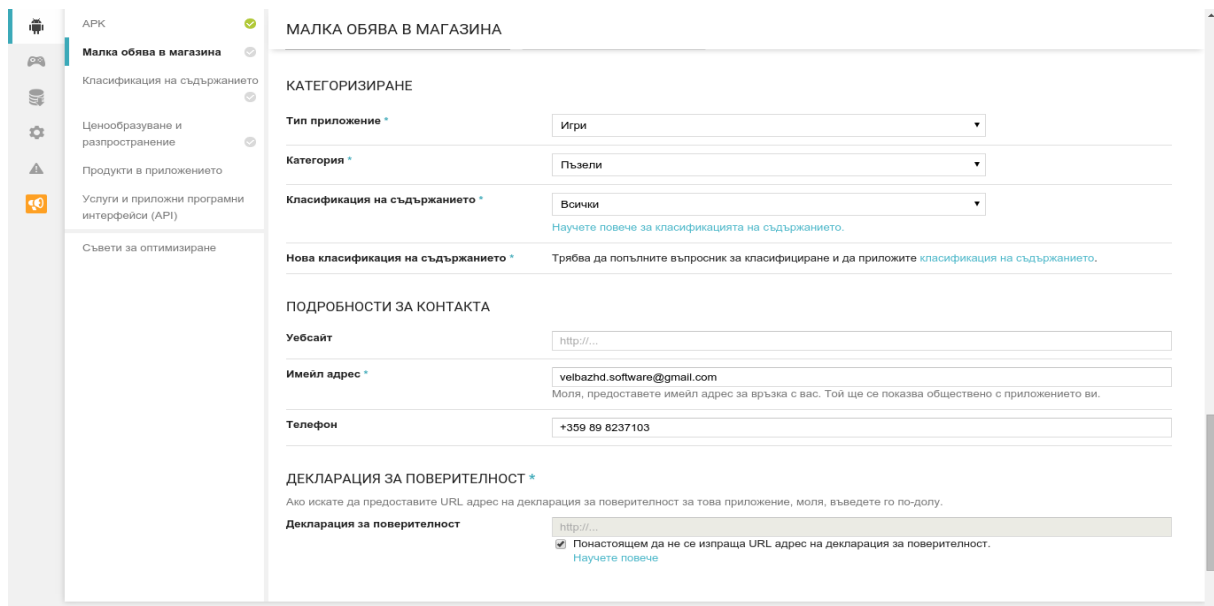 APK
Малка обява в магазина
Класификация на съдържанието
Ценообразуване и
разпространение
Продукти в приложението
Услуги и приложни програмни
интерфейси (API)
Съвети за оптимизиране
МАЛКА ОБЯВА В МАГАЗИНА
КАТЕГОРИЗИРАНЕ
Тип приложение *
Игри
Категория *
Пъзели
Класификация на съдържанието *
Всички
Научете повече за класификацията на съдържанието.
Нова класификация на съдържанието *
Трябва да попълните въпросник за класифициране и да приложите класификация на съдържанието.
ПОДРОБНОСТИ ЗА КОНТАКТА
Уебсайт
http://...
Имейл адрес *
velbazhd.software@gmail.com
Моля, предоставете имейл адрес за връзка с вас. Той ще се показва обществено с приложението ви.
Телефон
+359 89 8237103
ДЕКЛАРАЦИЯ ЗА ПОВЕРИТЕЛНОСТ *
Ако искате да предоставите URL адрес на декларация за поверителност за това приложение, моля, въведете го по-долу.
Декларация за поверителност
http://...
Понастоящем да не се изпраща URL адрес на декларация за поверителност.
Научете повече